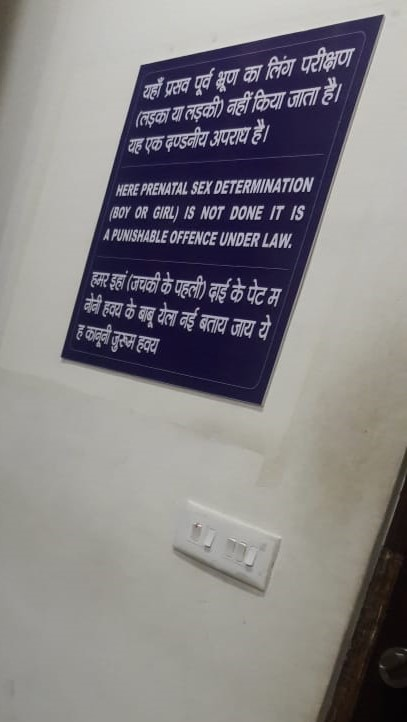 यहाँ प्रसव पूर्व भ्रूण का लिंग परीक्षण
(लड़का या लड़की) नहीं किया जाता है।
यह एक दण्डनीय अपराध है।
HERE PRENATAL SEX DETERMINATION
(BOY OR GIRL) IS NOT DONE IT IS
A PUNISHABLE OFFENCE UNDER LAW.
हमर इहां (जचकी के पहली) दाई के पेट म
नोनी हवय के बाबू येला नई बताय जाय ये
ह कानूनी जुरूम हवय